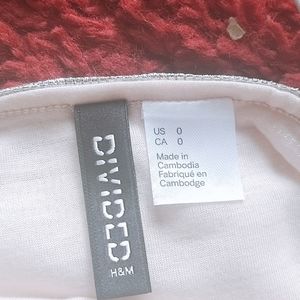 DIVIDED
H&M
US 0
CA 0
Made in
Cambodia
Fabriqué en
Cambodge